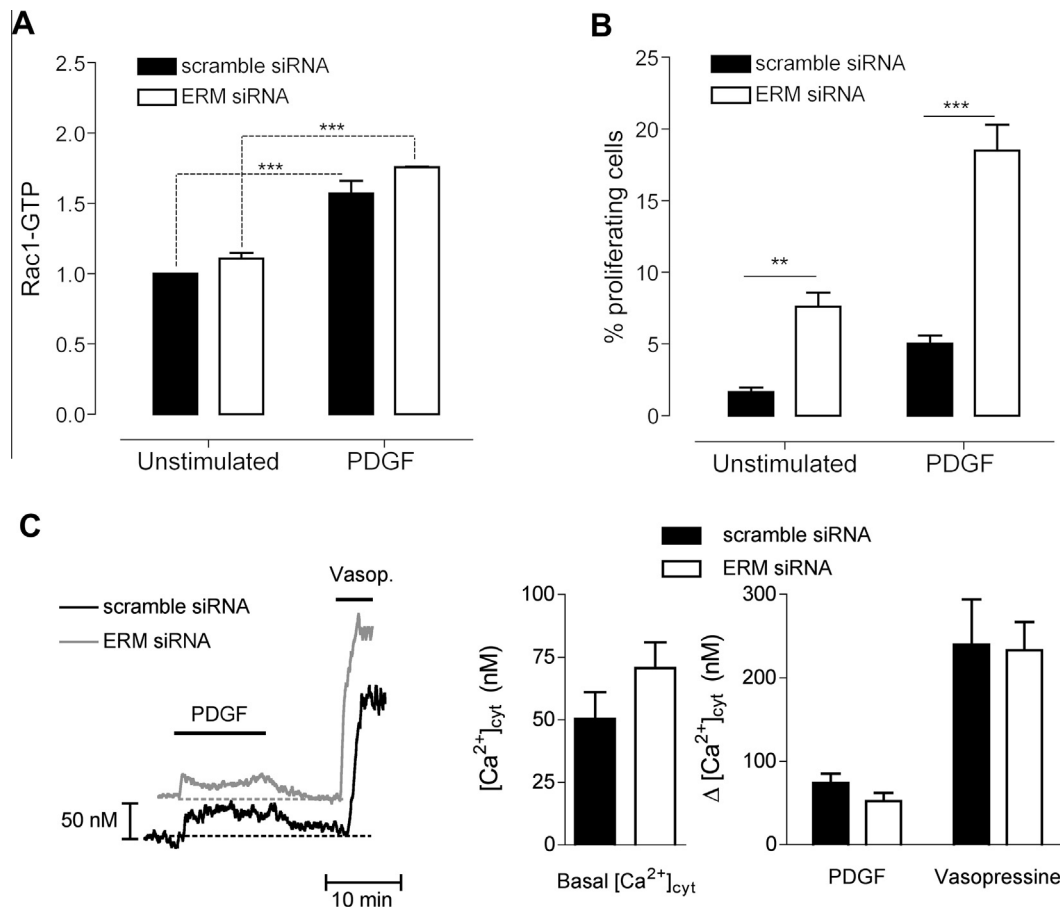 A
2.5
2.0
1.5
1.0
0.5
0.0
Rac1-GTP
scramble siRNA
ERM siRNA
***
***
Unstimulated
PDGF
B
25
20
15
10
5
0
% proliferating cells
scramble siRNA
ERM siRNA
**
***
Unstimulated
PDGF
C
scramble siRNA
ERM siRNA
Vasop.
PDGF
50 nM
10 min
scramble siRNA
ERM siRNA
100
75
50
25
0
[Ca2+]cyt (nM)
Basal [Ca2+]cyt
300
200
100
0
Δ [Ca2+]cyt (nM)
PDGF
Vasopressine